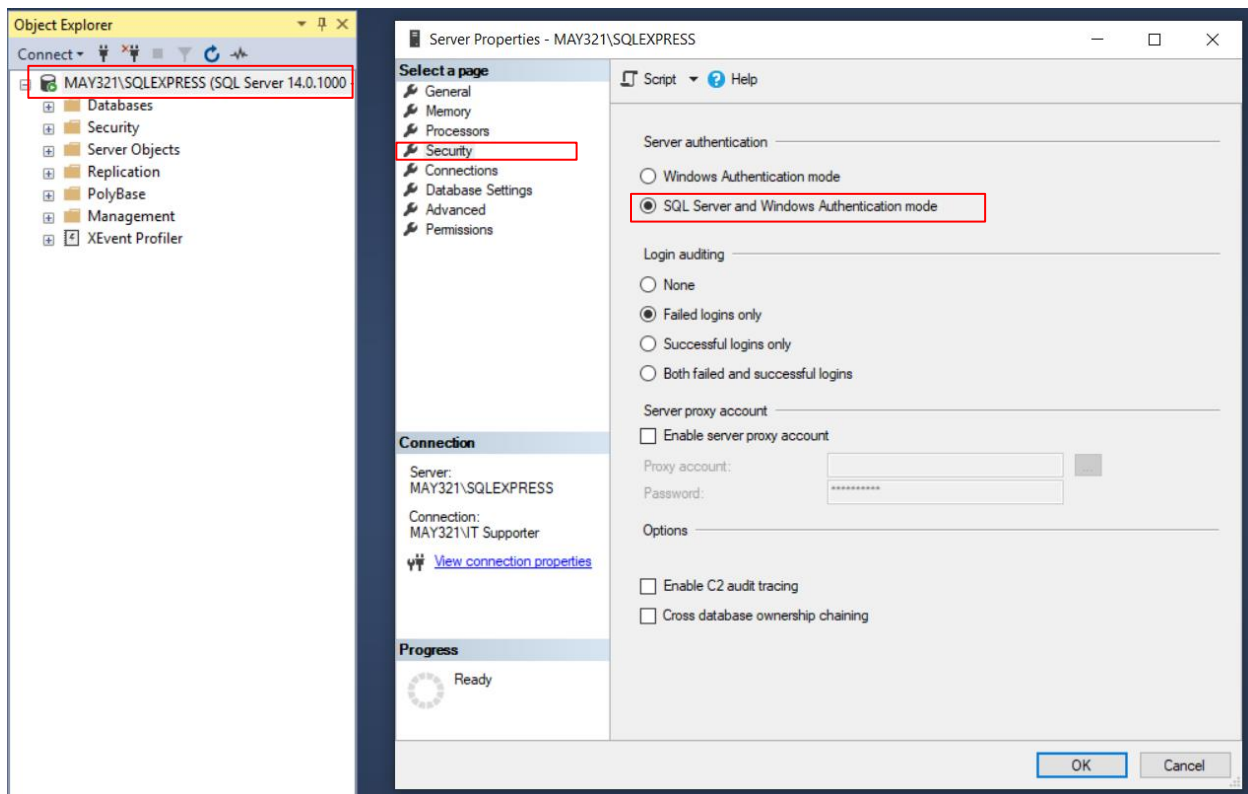 Object Explorer
Connect
MAY321\SQLEXPRESS (SQL Server 14.0.1000 -
Databases
Security
Server Objects
Replication
PolyBase
Management
XEvent Profiler
Server Properties - MAY321\SQLEXPRESS
Select a page
General
Memory
Processors
Security
Connections
Database Settings
Advanced
Permissions
Connection
Server:
MAY321\SQLEXPRESS
Connection:
MAY321\IT Supporter
View connection properties
Progress
Ready
Script
Help
Server authentication
Windows Authentication mode
SQL Server and Windows Authentication mode
Login auditing
None
Failed logins only
Successful logins only
Both failed and successful logins
Server proxy account
Enable server proxy account
Proxy account:
...
Password:
**********
Options
Enable C2 audit tracing
Cross database ownership chaining
OK
Cancel